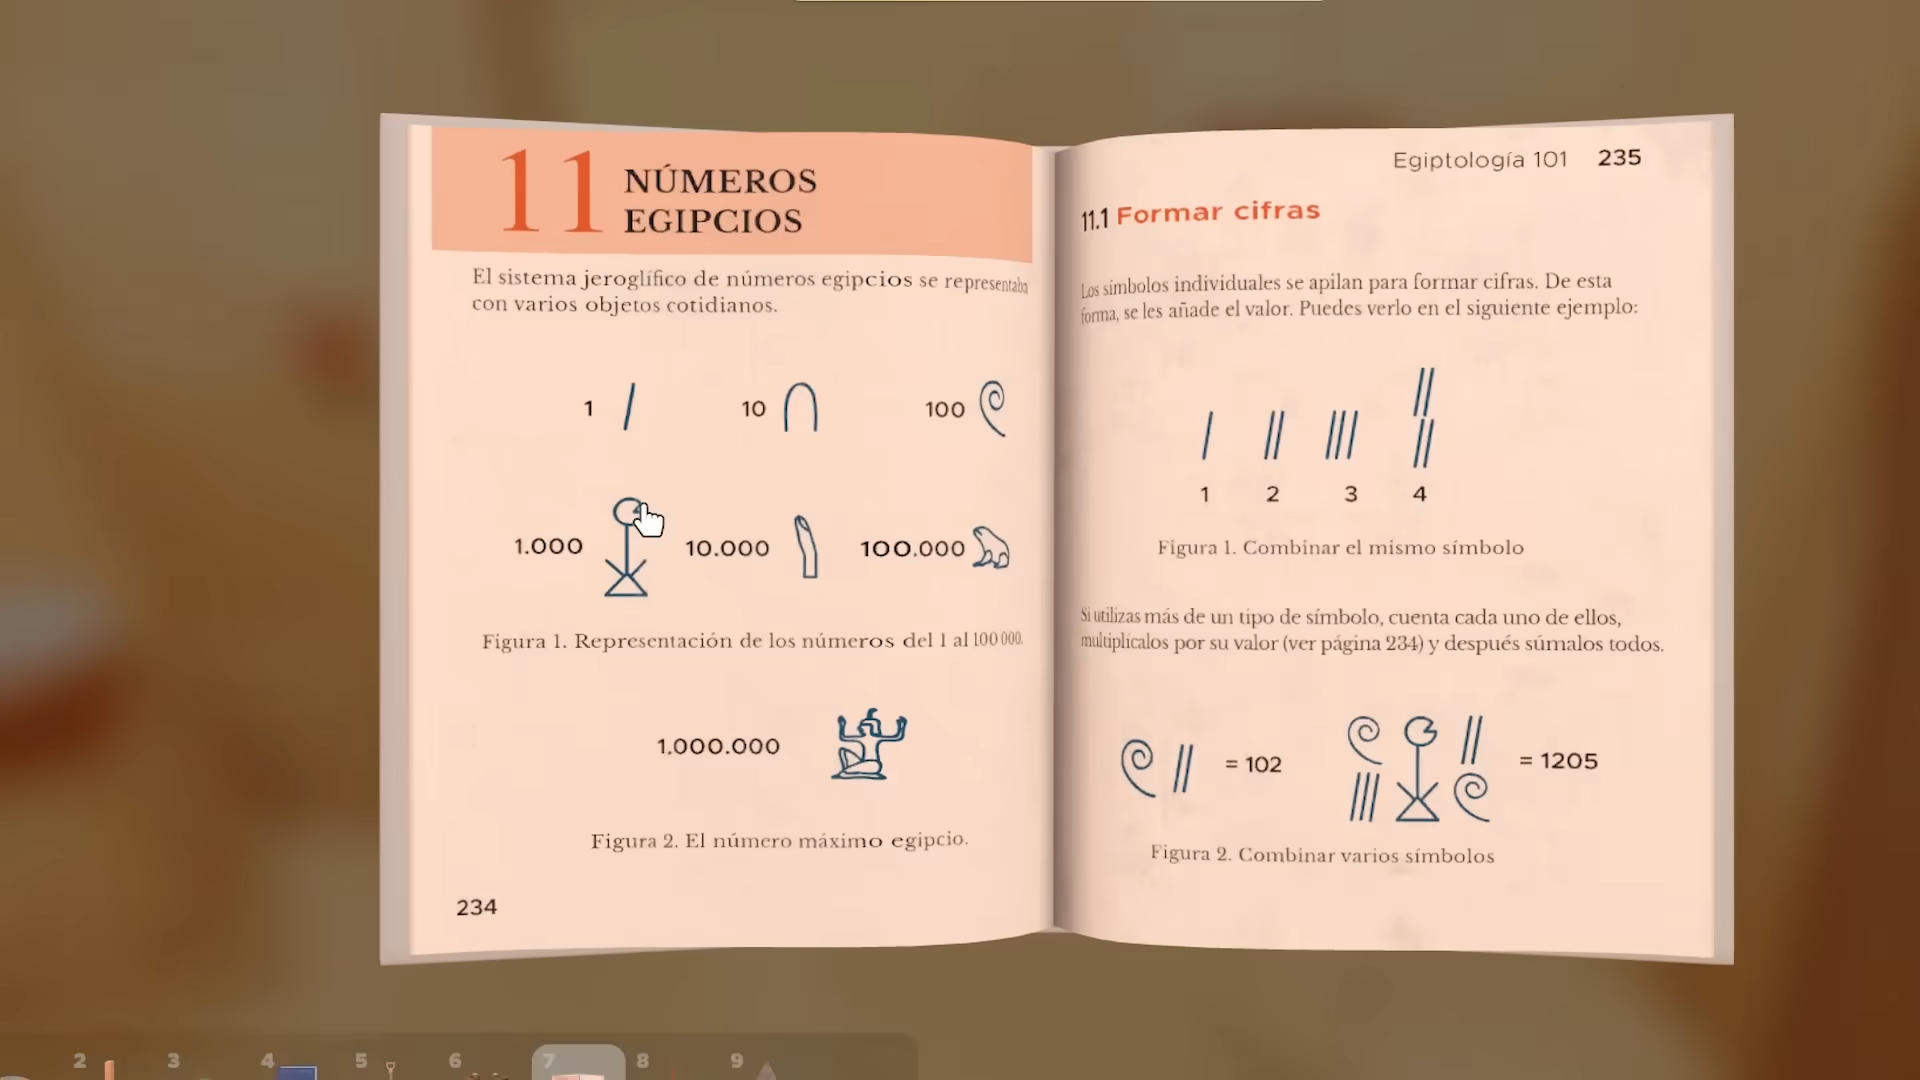 11 NÚMEROS
EGIPCIOS
El sistema jeroglífico de números egipcios se representaba
con varios objetos cotidianos.
1 10 100
1.000 10.000 100.000
Figura 1. Representación de los números del 1 al 100 000.
1.000.000
Figura 2. El número máximo egipcio.
234
Egiptología 101 235
11.1 Formar cifras
Los símbolos individuales se apilan para formar cifras. De esta
forma, se les añade el valor. Puedes verlo en el siguiente ejemplo:
1 2 3 4
Figura 1. Combinar el mismo símbolo
Si utilizas más de un tipo de símbolo, cuenta cada uno de ellos,
multiplícalos por su valor (ver página 234) y después súmalos todos.
= 102 = 1205
Figura 2. Combinar varios símbolos
2 3 4 5 6 7 8 9